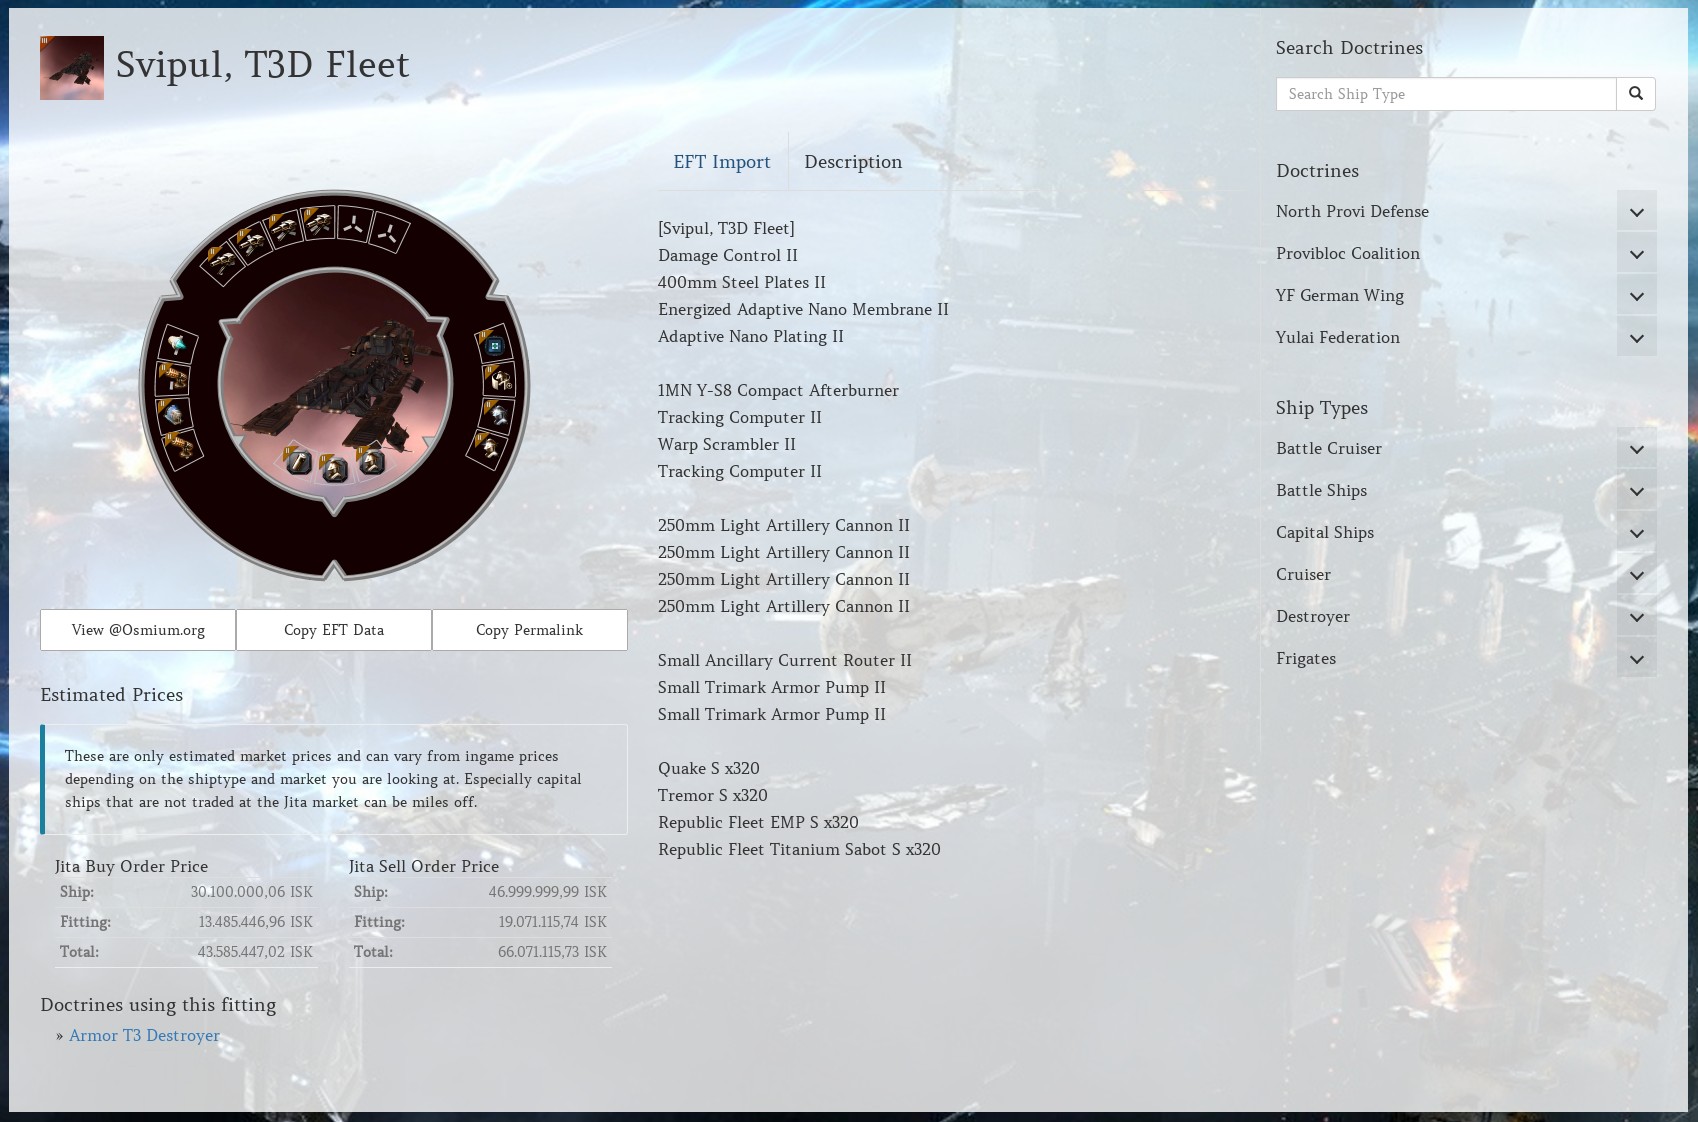 Svipul, T3D Fleet
View @Osmium.org
Copy EFT Data
Copy Permalink
Estimated Prices
These are only estimated market prices and can vary from ingame prices
depending on the shiptype and market you are looking at. Especially capital
ships that are not traded at the Jita market can be miles off.
Jita Buy Order Price
Ship: 30.100.000,06 ISK
Fitting: 13.485.446,96 ISK
Total: 43.585.447,02 ISK
Jita Sell Order Price
Ship: 46.999.999,99 ISK
Fitting: 19.071.115,74 ISK
Total: 66.071.115,73 ISK
Doctrines using this fitting
» Armor T3 Destroyer
EFT Import
Description
[Svipul, T3D Fleet]
Damage Control II
400mm Steel Plates II
Energized Adaptive Nano Membrane II
Adaptive Nano Plating II
1MN Y-S8 Compact Afterburner
Tracking Computer II
Warp Scrambler II
Tracking Computer II
250mm Light Artillery Cannon II
250mm Light Artillery Cannon II
250mm Light Artillery Cannon II
250mm Light Artillery Cannon II
Small Ancillary Current Router II
Small Trimark Armor Pump II
Small Trimark Armor Pump II
Quake S x320
Tremor S x320
Republic Fleet EMP S x320
Republic Fleet Titanium Sabot S x320
Search Doctrines
Search Ship Type
Doctrines
North Provi Defense
Provibloc Coalition
YF German Wing
Yulai Federation
Ship Types
Battle Cruiser
Battle Ships
Capital Ships
Cruiser
Destroyer
Frigates